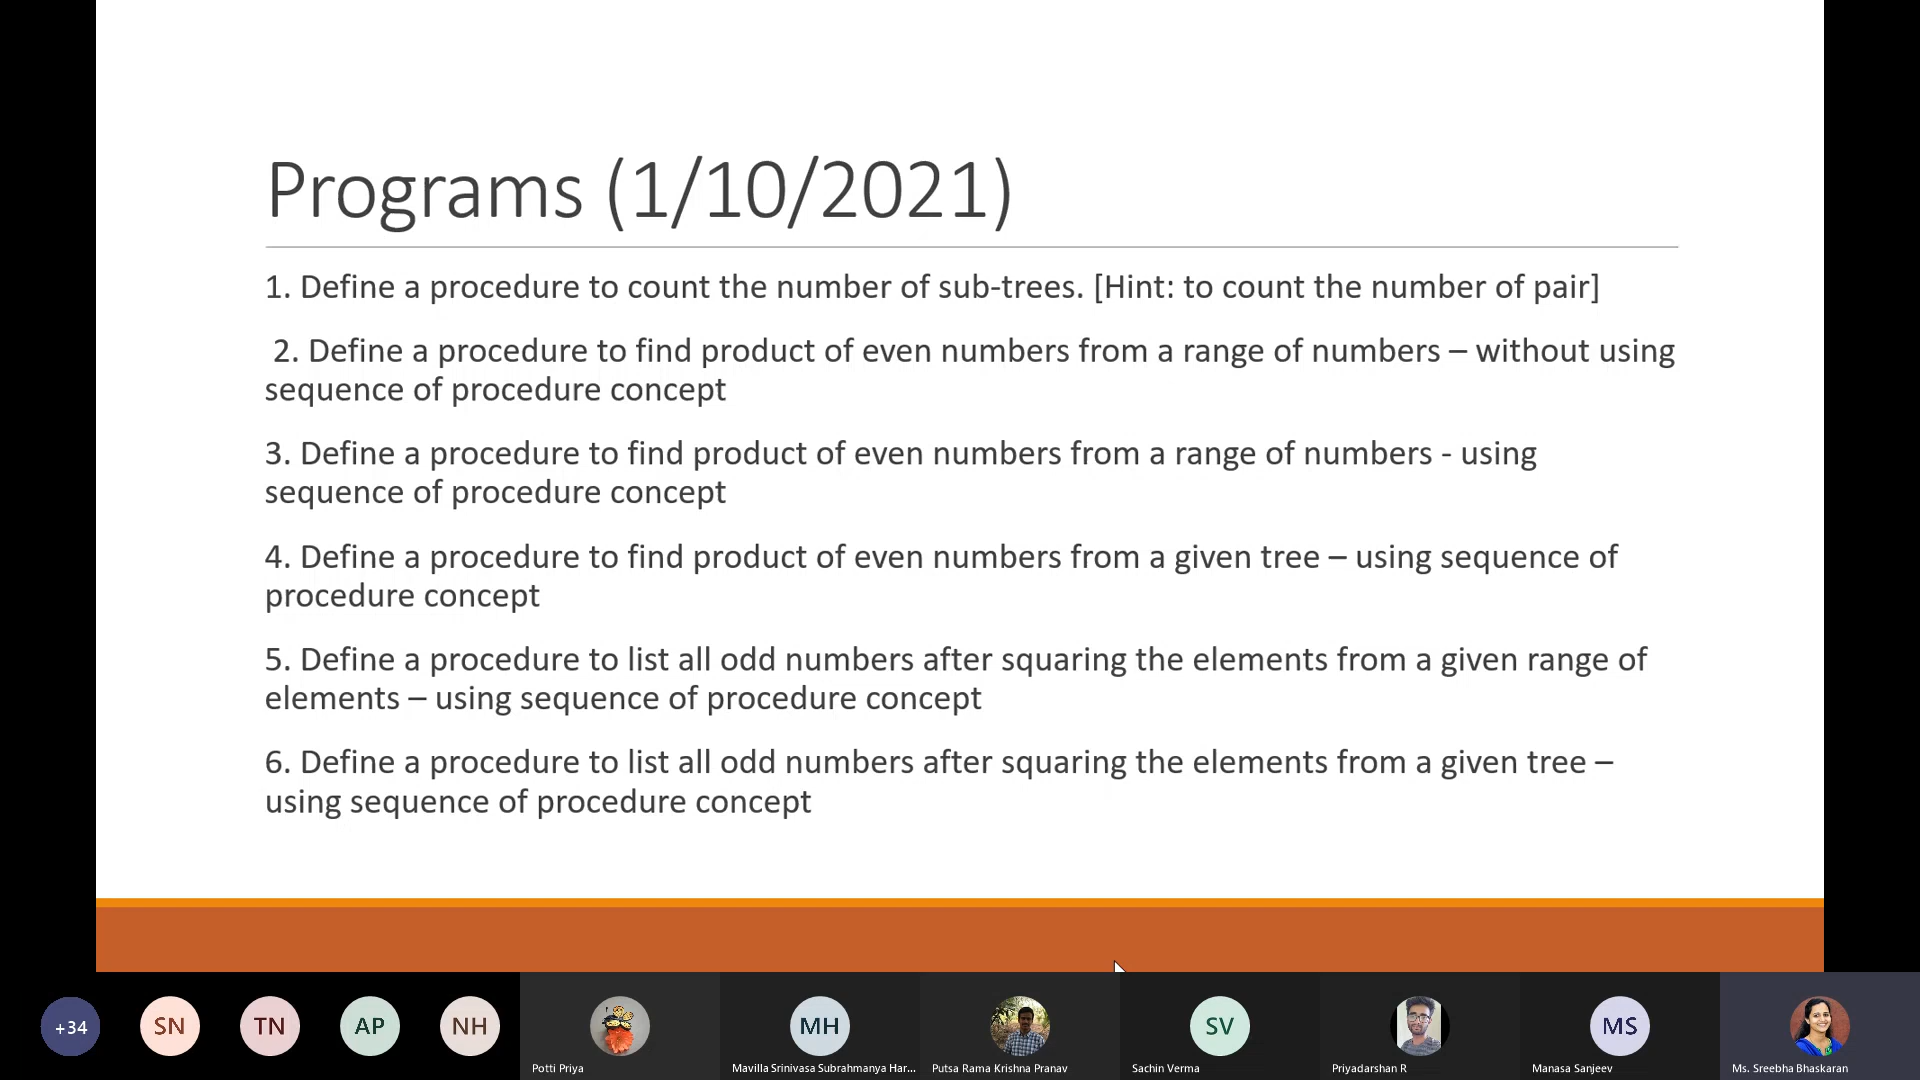 Programs (1/10/2021)
1. Define a procedure to count the number of sub-trees. [Hint: to count the number of pair]
2. Define a procedure to find product of even numbers from a range of numbers – without using
sequence of procedure concept
3. Define a procedure to find product of even numbers from a range of numbers - using
sequence of procedure concept
4. Define a procedure to find product of even numbers from a given tree – using sequence of
procedure concept
5. Define a procedure to list all odd numbers after squaring the elements from a given range of
elements – using sequence of procedure concept
6. Define a procedure to list all odd numbers after squaring the elements from a given tree –
using sequence of procedure concept
+34 SN TN AP NH MH SV MS
Potti Priya Mavilla Srinivasa Subrahmanya Har... Putsa Rama Krishna Pranav Sachin Verma Priyadarshan R Manasa Sanjeev Ms. Sreebha Bhaskaran